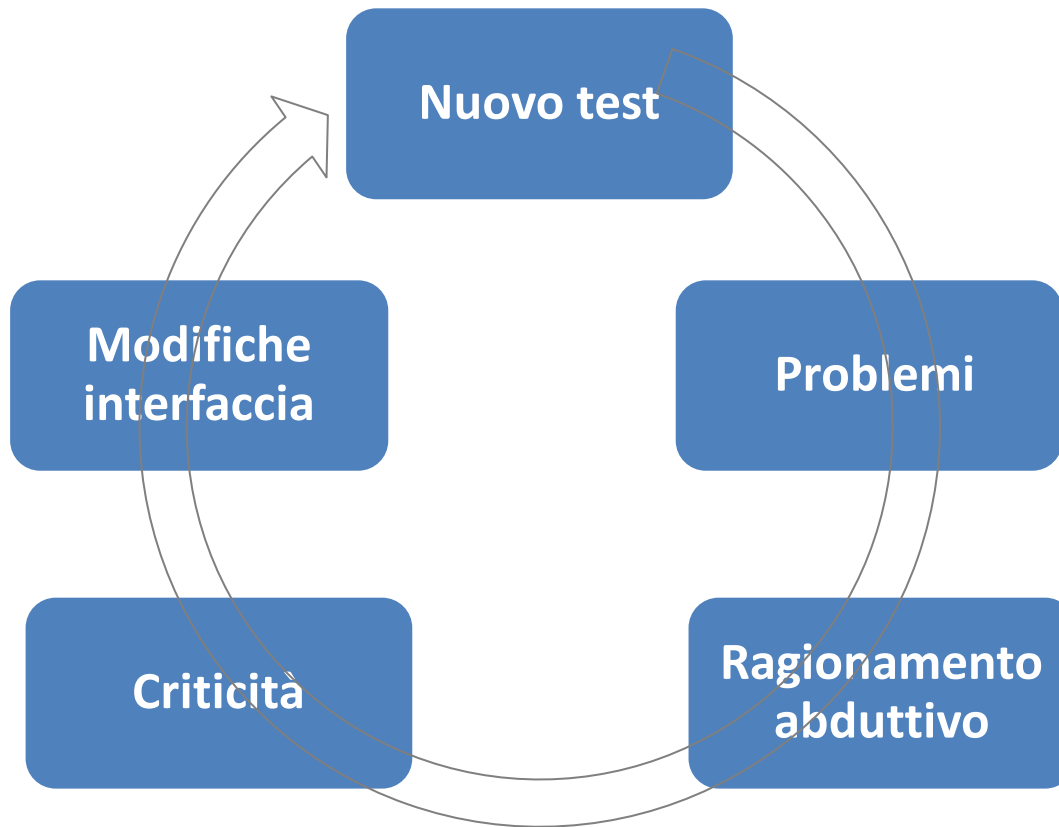 Nuovo test
Problemi
Ragionamento
abduttivo
Criticità
Modifiche
interfaccia